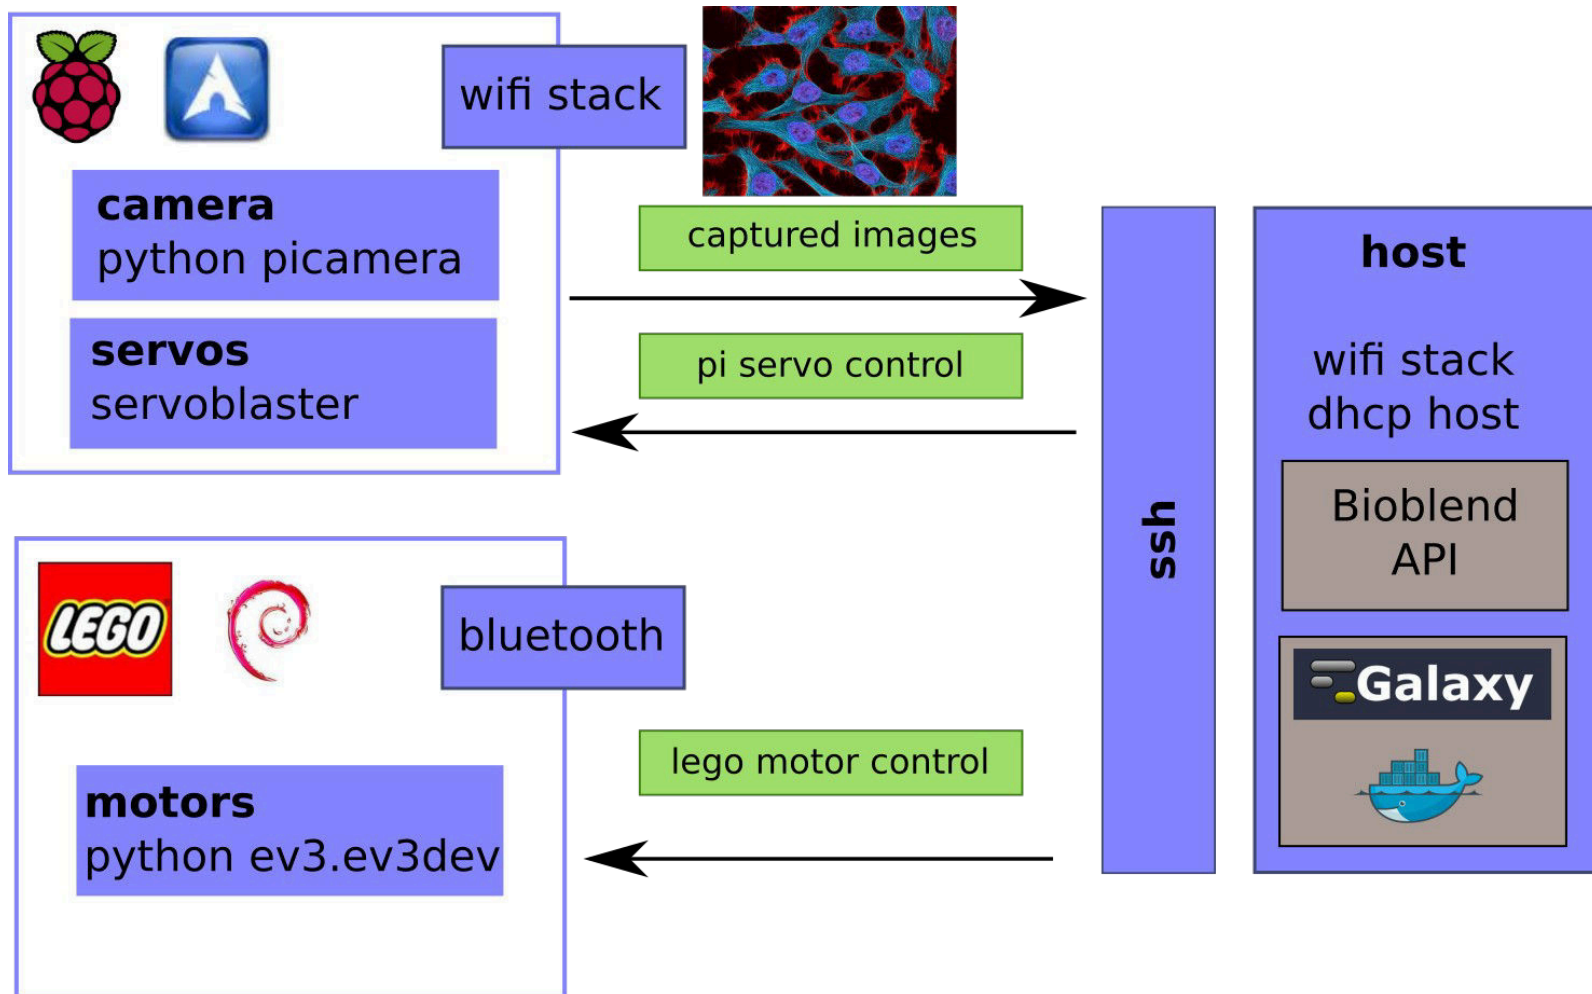 wifi stack
camera
python picamera
servos
servoblaster
captured images
pi servo control
LEGO
bluetooth
motors
python ev3.ev3dev
lego motor control
ssh
host
wifi stack
dhcp host
Bioblend
API
Galaxy